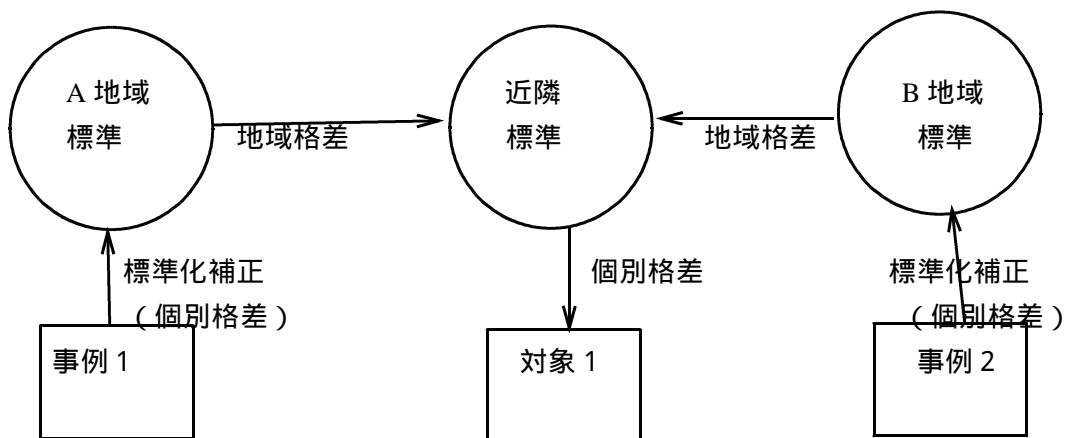 A 地域
標準
地域格差
近隣
標準
地域格差
B 地域
標準
標準化補正
（個別格差）
個別格差
標準化補正
（個別格差）
事例 1
対象 1
事例 2